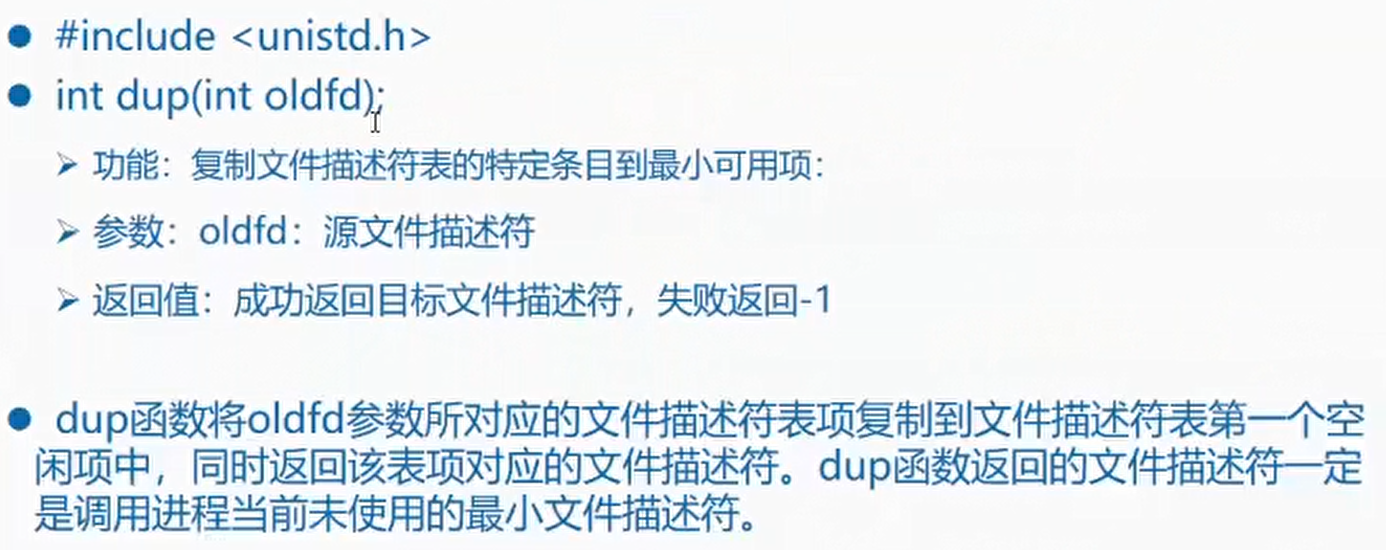 ● #include <unistd.h>
● int dup(int oldfd);
➢ 功能：复制文件描述符表的特定条目到最小可用项：
➢ 参数：oldfd：源文件描述符
➢ 返回值：成功返回目标文件描述符，失败返回-1
● dup函数将oldfd参数所对应的文件描述符表项复制到文件描述符表第一个空
闲项中，同时返回该表项对应的文件描述符。dup函数返回的文件描述符一定
是调用进程当前未使用的最小文件描述符。